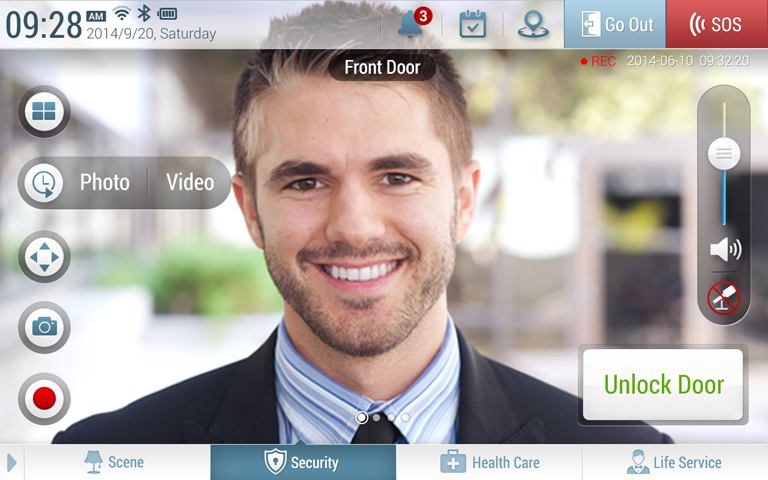 09:28 AM
2014/9/20, Saturday
3
Go Out
SOS
Front Door
REC 2014-06-10 09:32:20
Photo
Video
Unlock Door
Scene
Security
Health Care
Life Service